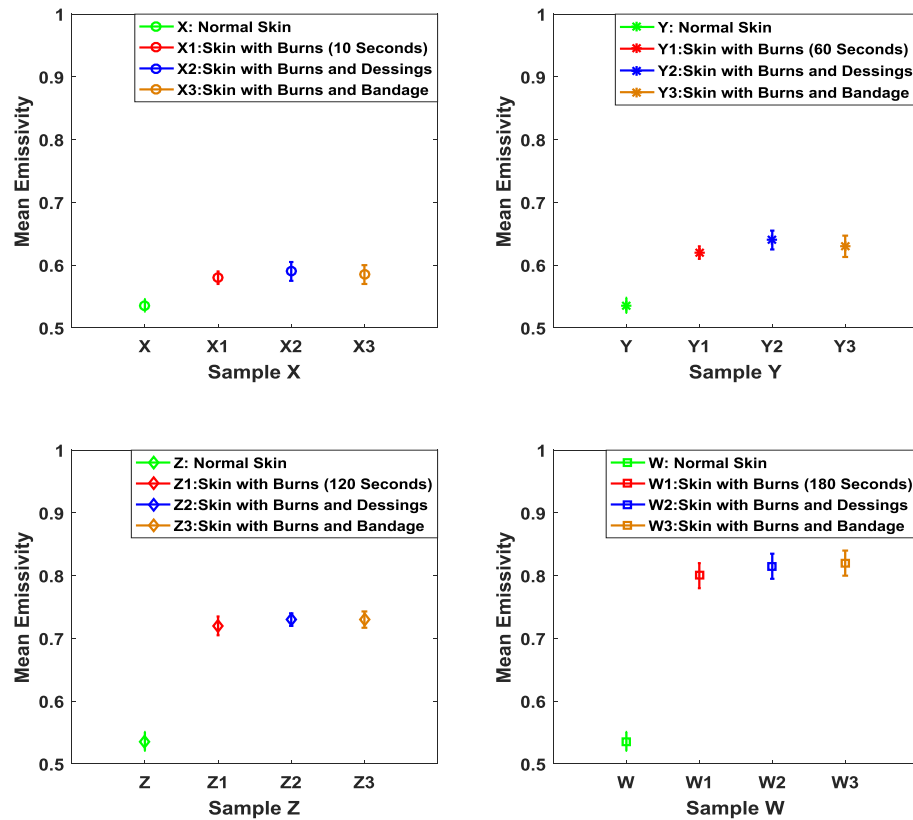 1
0.9
0.8
0.7
0.6
0.5
Mean Emissivity
X: Normal Skin
X1:Skin with Burns (10 Seconds)
X2:Skin with Burns and Dessings
X3:Skin with Burns and Bandage
X X1 X2 X3
Sample X
1
0.9
0.8
0.7
0.6
0.5
Mean Emissivity
Y: Normal Skin
Y1:Skin with Burns (60 Seconds)
Y2:Skin with Burns and Dessings
Y3:Skin with Burns and Bandage
Y Y1 Y2 Y3
Sample Y
1
0.9
0.8
0.7
0.6
0.5
Mean Emissivity
Z: Normal Skin
Z1:Skin with Burns (120 Seconds)
Z2:Skin with Burns and Dessings
Z3:Skin with Burns and Bandage
Z Z1 Z2 Z3
Sample Z
1
0.9
0.8
0.7
0.6
0.5
Mean Emissivity
W: Normal Skin
W1:Skin with Burns (180 Seconds)
W2:Skin with Burns and Dessings
W3:Skin with Burns and Bandage
W W1 W2 W3
Sample W